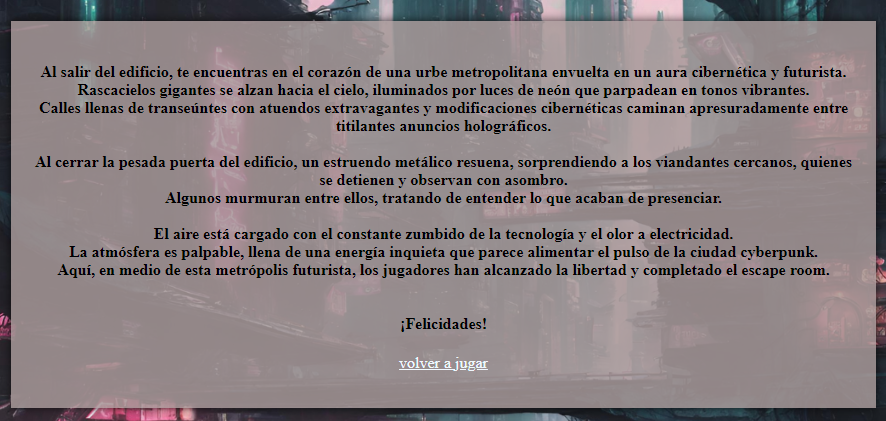 Al salir del edificio, te encuentras en el corazón de una urbe metropolitana envuelta en un aura cibernética y futurista.
Rascacielos gigantes se alzan hacia el cielo, iluminados por luces de neón que parpadean en tonos vibrantes.
Calles llenas de transeúntes con atuendos extravagantes y modificaciones cibernéticas caminan apresuradamente entre
titilantes anuncios holográficos.
Al cerrar la pesada puerta del edificio, un estruendo metálico resuena, sorprendiendo a los viandantes cercanos, quienes
se detienen y observan con asombro.
Algunos murmuran entre ellos, tratando de entender lo que acaban de presenciar.
El aire está cargado con el constante zumbido de la tecnología y el olor a electricidad.
La atmósfera es palpable, llena de una energía inquieta que parece alimentar el pulso de la ciudad cyberpunk.
Aquí, en medio de esta metrópolis futurista, los jugadores han alcanzado la libertad y completado el escape room.
¡Felicidades!
volver a jugar